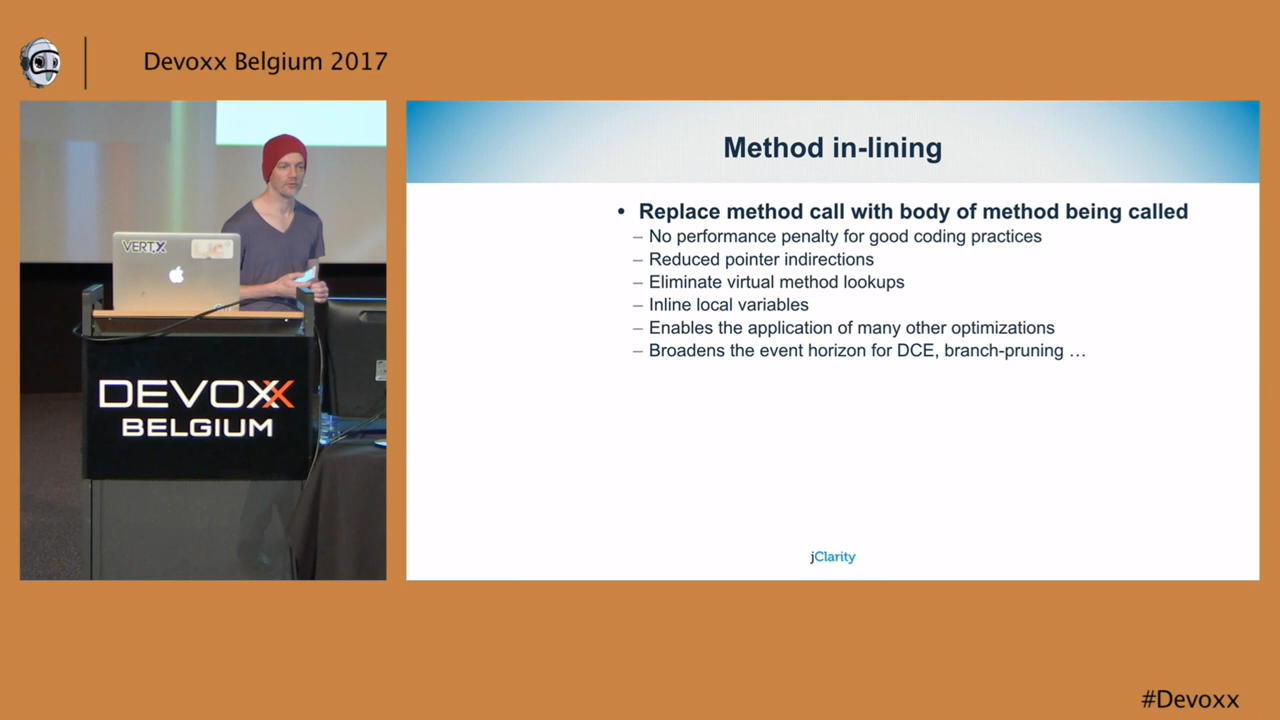 Devoxx Belgium 2017
VERT.X
DEVOXX
BELGIUM
Method in-lining
• Replace method call with body of method being called
– No performance penalty for good coding practices
– Reduced pointer indirections
– Eliminate virtual method lookups
– Inline local variables
– Enables the application of many other optimizations
– Broadens the event horizon for DCE, branch-pruning …
jClarity
#Devoxx